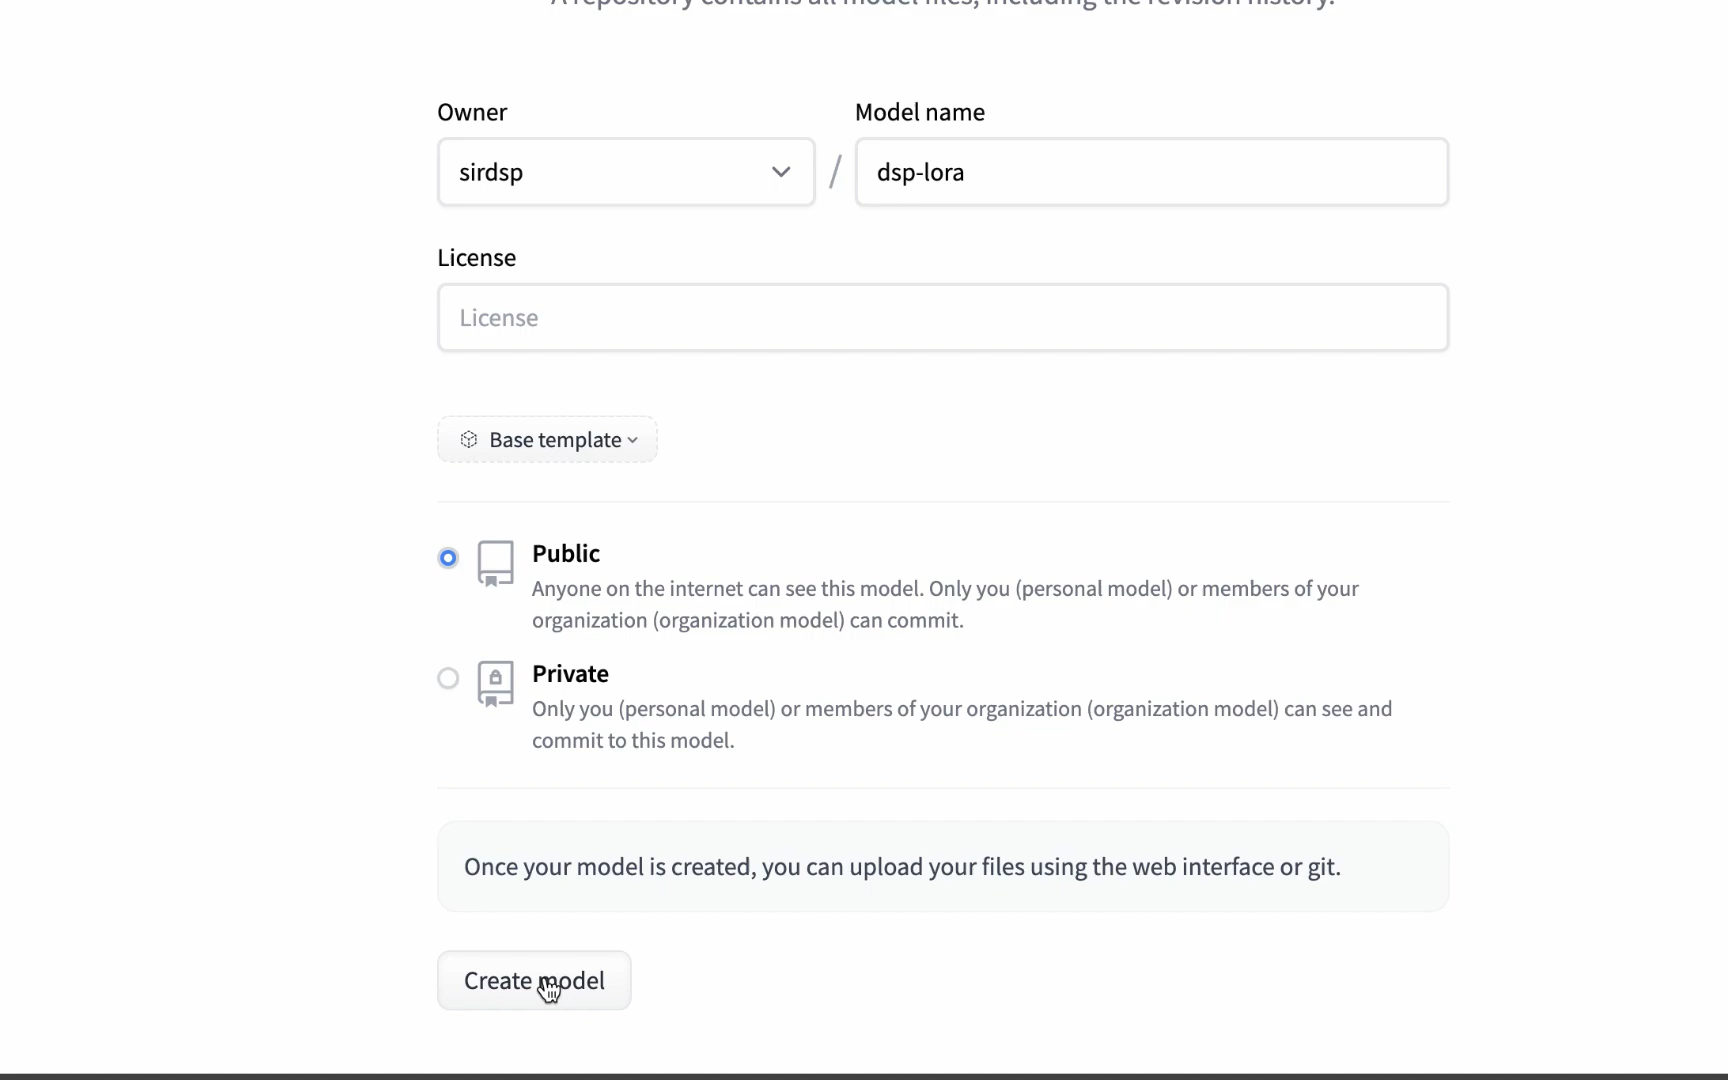 A repository contains all model files, including the revision history.
Owner
Model name
sirdsp
/
dsp-lora
License
License
Base template
Public
Anyone on the internet can see this model. Only you (personal model) or members of your
organization (organization model) can commit.
Private
Only you (personal model) or members of your organization (organization model) can see and
commit to this model.
Once your model is created, you can upload your files using the web interface or git.
Create model